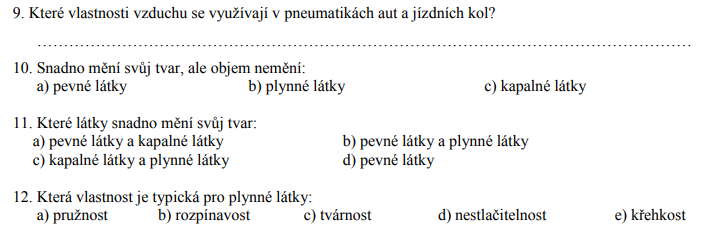 9. Které vlastnosti vzduchu se využívají v pneumatikách aut a jízdních kol?
................................................................................................................................................
10. Snadno mění svůj tvar, ale objem nemění:
a) pevné látky b) plynné látky c) kapalné látky
11. Které látky snadno mění svůj tvar:
a) pevné látky a kapalné látky b) pevné látky a plynné látky
c) kapalné látky a plynné látky d) pevné látky
12. Která vlastnost je typická pro plynné látky:
a) pružnost b) rozpínavost c) tvárnost d) nestlačitelnost e) křehkost